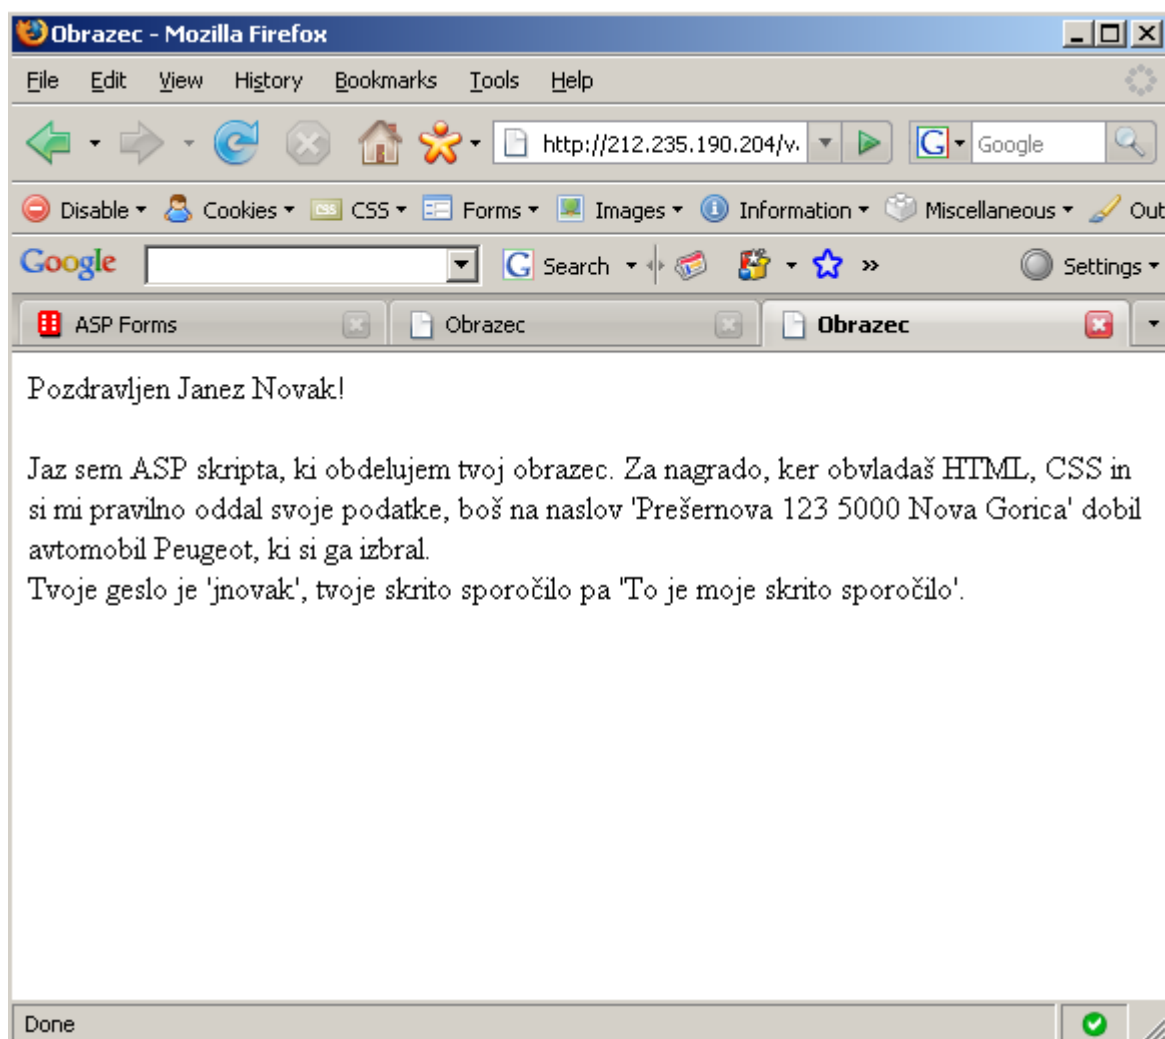 Obrazec - Mozilla Firefox
File Edit View History Bookmarks Tools Help
http://212.235.190.204/v. G Google
Disable Cookies CSS CSS Forms Images Information Miscellaneous Out
Google G Search » Settings
ASP Forms Obrazec Obrazec
Pozdravljen Janez Novak!
Jaz sem ASP skripta, ki obdelujem tvoj obrazec. Za nagrado, ker obvladaš HTML, CSS in
si mi pravilno oddal svoje podatke, boš na naslov 'Prešernova 123 5000 Nova Gorica' dobil
avtomobil Peugeot, ki si ga izbral.
Tvoje geslo je 'jnovak', tvoje skrito sporočilo pa 'To je moje skrito sporočilo'.
Done